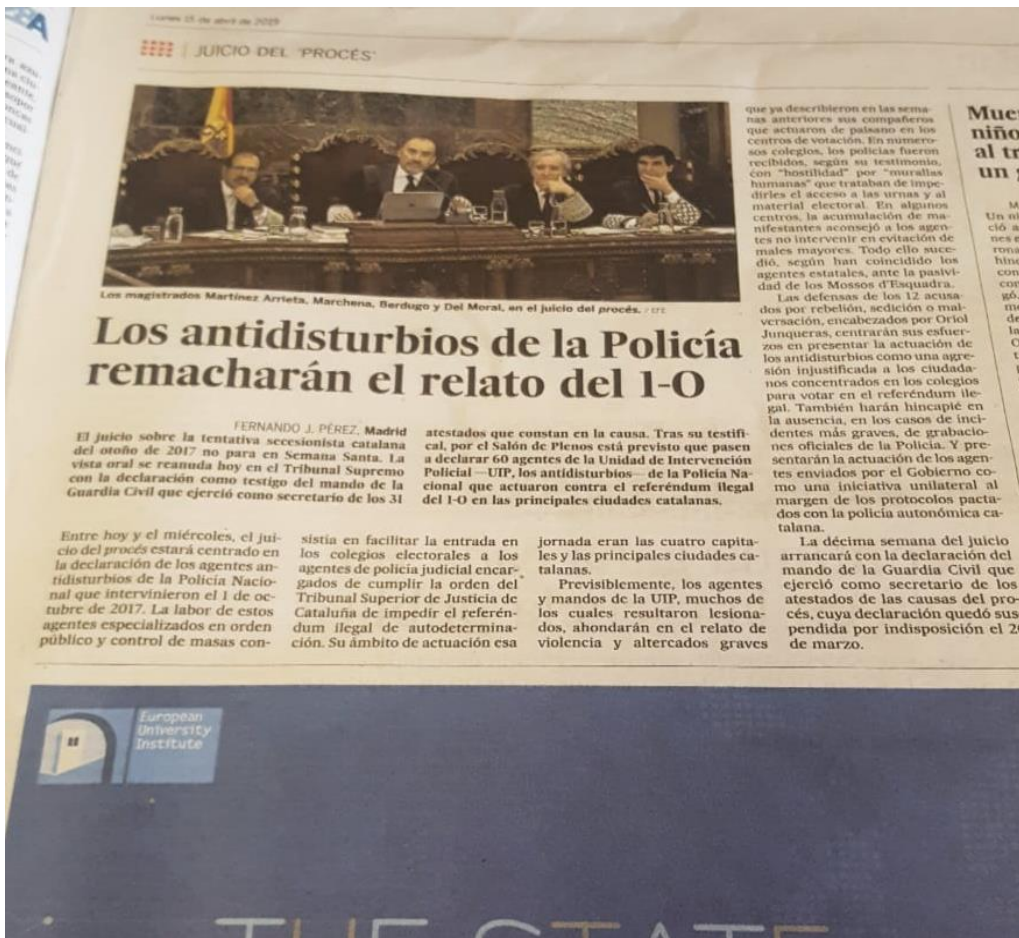 Lunes 15 de abril de 2019
JUICIO DEL 'PROCÉS'
Los magistrados Martínez Arrieta, Marchena, Berdugo y Del Moral, en el juicio del procés. / EFE
Los antidisturbios de la Policía
remacharán el relato del 1-O
FERNANDO J. PÉREZ, Madrid
El juicio sobre la tentativa secesionista catalana
del otoño de 2017 no para en Semana Santa. La
vista oral se reanuda hoy en el Tribunal Supremo
con la declaración como testigo del mando de la
Guardia Civil que ejerció como secretario de los 31
atestados que constan en la causa. Tras su testifi-
cal, por el Salón de Plenos está previsto que pasen
a declarar 60 agentes de la Unidad de Intervención
Policial —UIP, los antidisturbios— de la Policía Na-
cional que actuaron contra el referéndum ilegal
del 1-O en las principales ciudades catalanas.
Entre hoy y el miércoles, el jui-
cio del procés estará centrado en
la declaración de los agentes an-
tidisturbios de la Policía Nacio-
nal que intervinieron el 1 de oc-
tubre de 2017. La labor de estos
agentes especializados en orden
público y control de masas con-
sistía en facilitar la entrada en
los colegios electorales a los
agentes de policía judicial encar-
gados de cumplir la orden del
Tribunal Superior de Justicia de
Cataluña de impedir el referén-
dum ilegal de autodetermina-
ción. Su ámbito de actuación esa
jornada eran las cuatro capita-
les y las principales ciudades ca-
talanas.
Previsiblemente, los agentes
y mandos de la UIP, muchos de
los cuales resultaron lesiona-
dos, ahondarán en el relato de
violencia y altercados graves
que ya describieron en las sema-
nas anteriores sus compañeros
que actuaron de paisano en los
centros de votación. En numero-
sos colegios, los policías fueron
recibidos, según su testimonio,
con "hostilidad" por "murallas
humanas" que trataban de impe-
dirles el acceso a las urnas y al
material electoral. En algunos
centros, la acumulación de ma-
nifestantes aconsejó a los agen-
tes no intervenir en evitación de
males mayores. Todo ello suce-
dió, según han coincidido los
agentes estatales, ante la pasivi-
dad de los Mossos d'Esquadra.
Las defensas de los 12 acusa-
dos por rebelión, sedición o mal-
versación, encabezados por Oriol
Junqueras, centrarán sus esfuer-
zos en presentar la actuación de
los antidisturbios como una agre-
sión injustificada a los ciudada-
nos concentrados en los colegios
para votar en el referéndum ile-
gal. También harán hincapié en
la ausencia, en los casos de inci-
dentes más graves, de grabacio-
nes oficiales de la Policía. Y pre-
sentarán la actuación de los agen-
tes enviados por el Gobierno co-
mo una iniciativa unilateral al
margen de los protocolos pacta-
dos con la policía autonómica ca-
talana.
La décima semana del juicio
arrancará con la declaración del
mando de la Guardia Civil que
ejerció como secretario de los
atestados de las causas del pro-
cés, cuya declaración quedó sus-
pendida por indisposición el 2
de marzo.
niño
al tr
un
Un ni
European
University
Institute
THE STATE